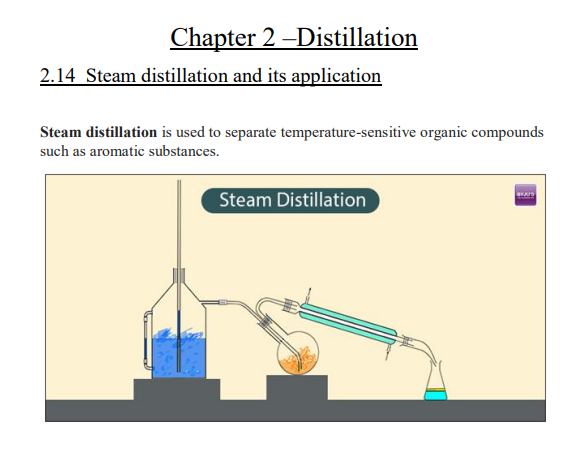 Chapter 2 –Distillation
2.14 Steam distillation and its application
Steam distillation is used to separate temperature-sensitive organic compounds
such as aromatic substances.
Steam Distillation